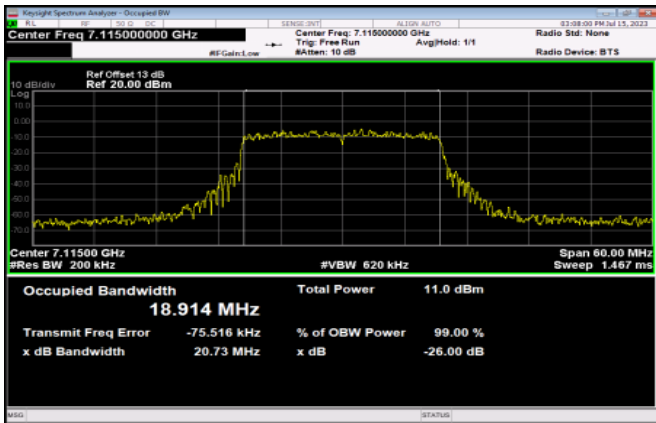 Keysight Spectrum Analyzer - Occupied BW
RL RF 50 Ω DC SENSE:INT ALIGN AUTO 03:08:00 PM Jul 15, 2023
Center Freq 7.115000000 GHz Center Freq: 7.115000000 GHz Radio Std: None
Trig: Free Run Avg|Hold: 1/1
#IFGain:Low #Atten: 10 dB Radio Device: BTS
Ref Offset 13 dB
10 dB/div Ref 20.00 dBm
Log
10.0
0.00
-10.0
-20.0
-30.0
-40.0
-50.0
-60.0
-70.0
Center 7.11500 GHz Span 60.00 MHz
#Res BW 200 kHz #VBW 620 kHz Sweep 1.467 ms
Occupied Bandwidth Total Power 11.0 dBm
18.914 MHz
Transmit Freq Error -75.516 kHz % of OBW Power 99.00 %
x dB Bandwidth 20.73 MHz x dB -26.00 dB
MSG STATUS